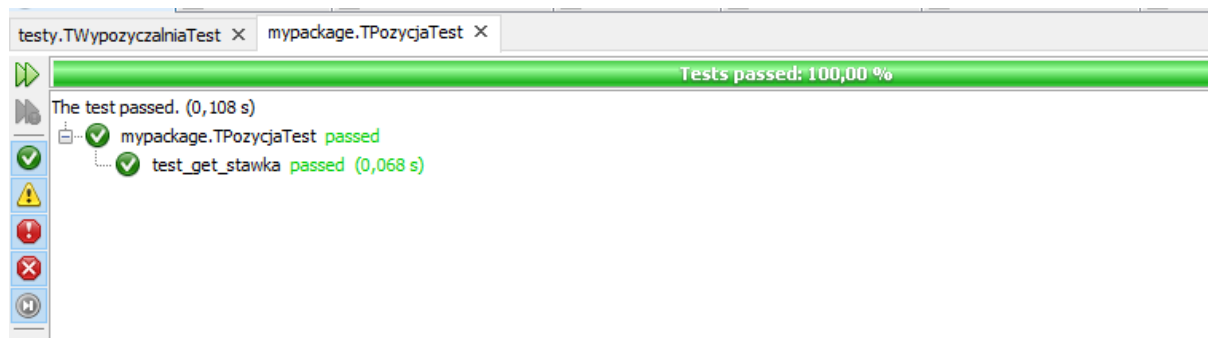 testy.TWypozyczalniaTest × mypackage.TPozycjaTest ×
Tests passed: 100,00 %
The test passed. (0,108 s)
mypackage.TPozycjaTest passed
test_get_stawka passed (0,068 s)